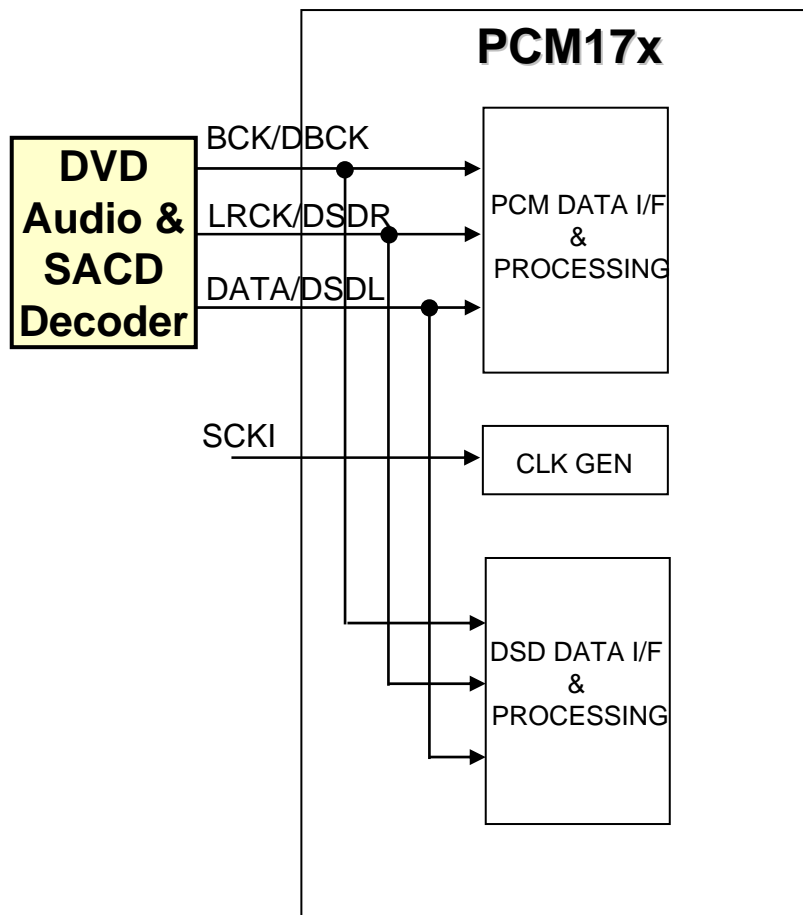 PCM17x
DVD
Audio &
SACD
Decoder
BCK/DBCK
LRCK/DSDR
DATA/DSDL
PCM DATA I/F
&
PROCESSING
SCKI
CLK GEN
DSD DATA I/F
&
PROCESSING